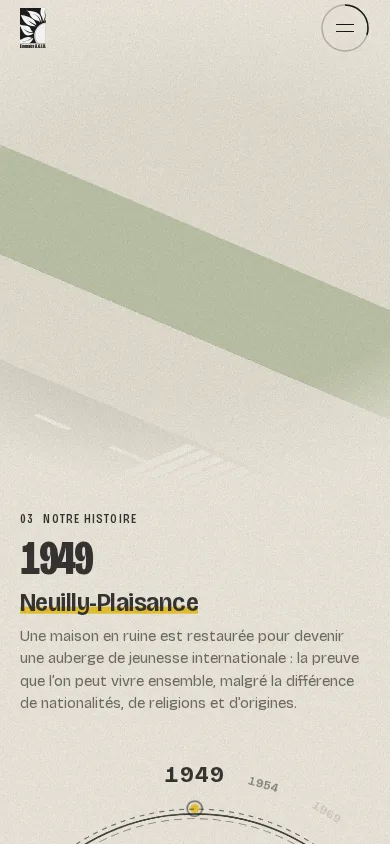 03 NOTRE HISTOIRE
1949
Neuilly-Plaisance
Une maison en ruine est restaurée pour devenir
une auberge de jeunesse internationale : la preuve
que l'on peut vivre ensemble, malgré la différence
de nationalités, de religions et d'origines.
1949
1954
1969